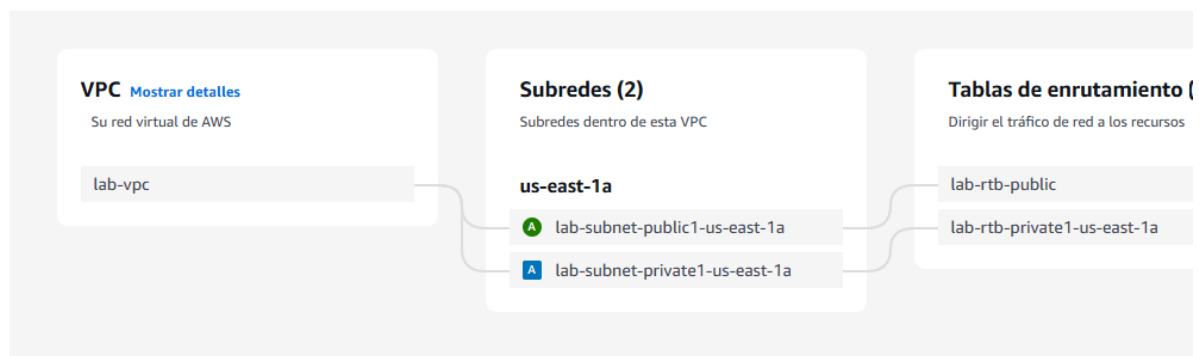 VPC Mostrar detalles
Su red virtual de AWS
lab-vpc
Subredes (2)
Subredes dentro de esta VPC
us-east-1a
A lab-subnet-public1-us-east-1a
A lab-subnet-private1-us-east-1a
Tablas de enrutamiento (
Dirigir el tráfico de red a los recursos
lab-rtb-public
lab-rtb-private1-us-east-1a